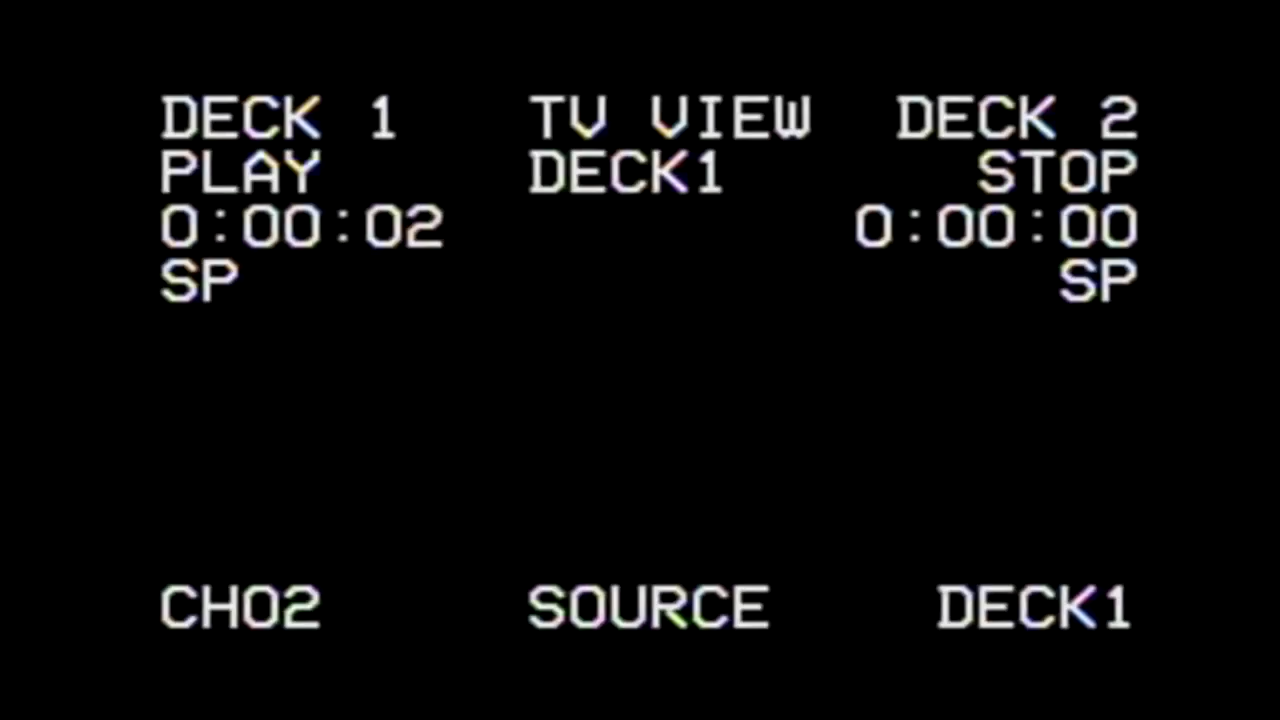 DECK 1 TV VIEW DECK 2
PLAY DECK1 STOP
0:00:02 0:00:00
SP SP
CH02 SOURCE DECK1